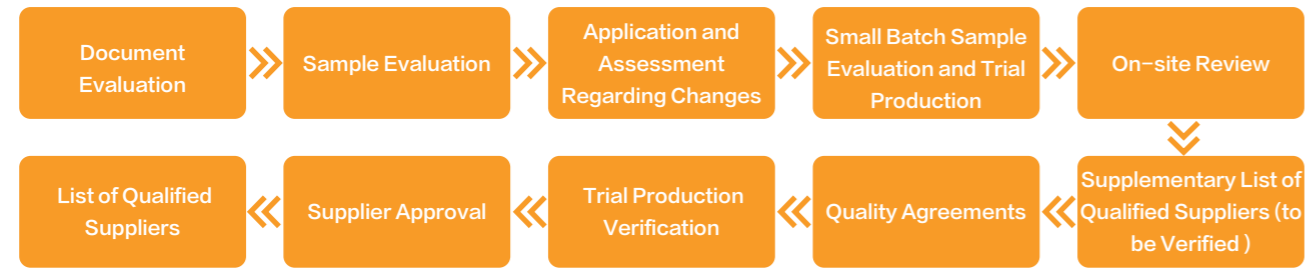 Document
Evaluation
Sample Evaluation
Application and
Assessment
Regarding Changes
Small Batch Sample
Evaluation and Trial
Production
On-site Review
Supplementary List of
Qualified Suppliers (to
be Verified )
Quality Agreements
Trial Production
Verification
Supplier Approval
List of Qualified
Suppliers